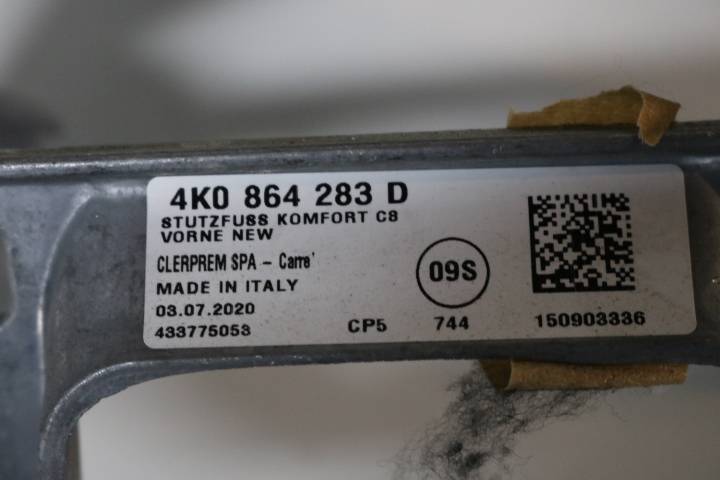 4K0 864 283 D
STUTZFUSS KOMFORT C8
VORNE NEW
CLERPREM SPA - Carre'
MADE IN ITALY
09S
03.07.2020
433775053 CP5 744 150903336